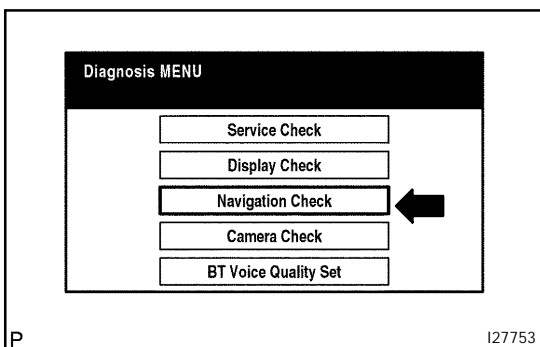 Diagnosis MENU
Service Check
Display Check
Navigation Check
Camera Check
BT Voice Quality Set
P
I27753